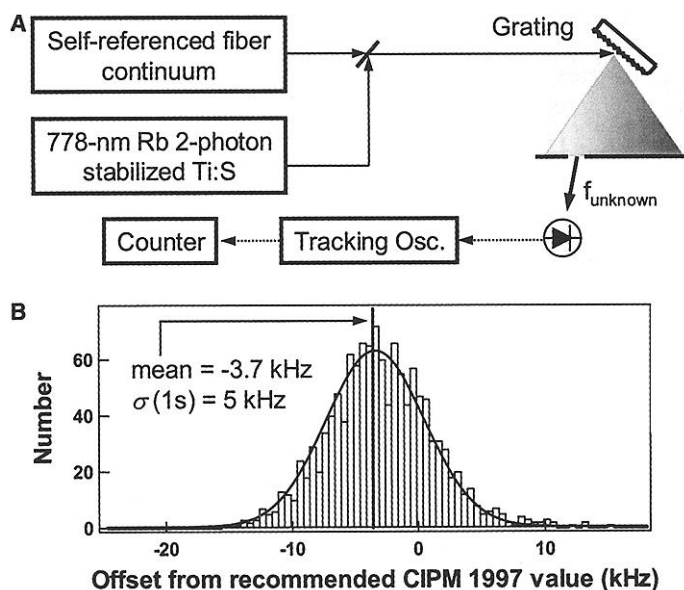 A
Self-referenced fiber
continuum
Grating
778-nm Rb 2-photon
stabilized Ti:S
f unknown
Counter
Tracking Osc.
B
mean = -3.7 kHz
σ(1s) = 5 kHz
Number
60
40
20
0
-20
-10
0
10
Offset from recommended CIPM 1997 value (kHz)